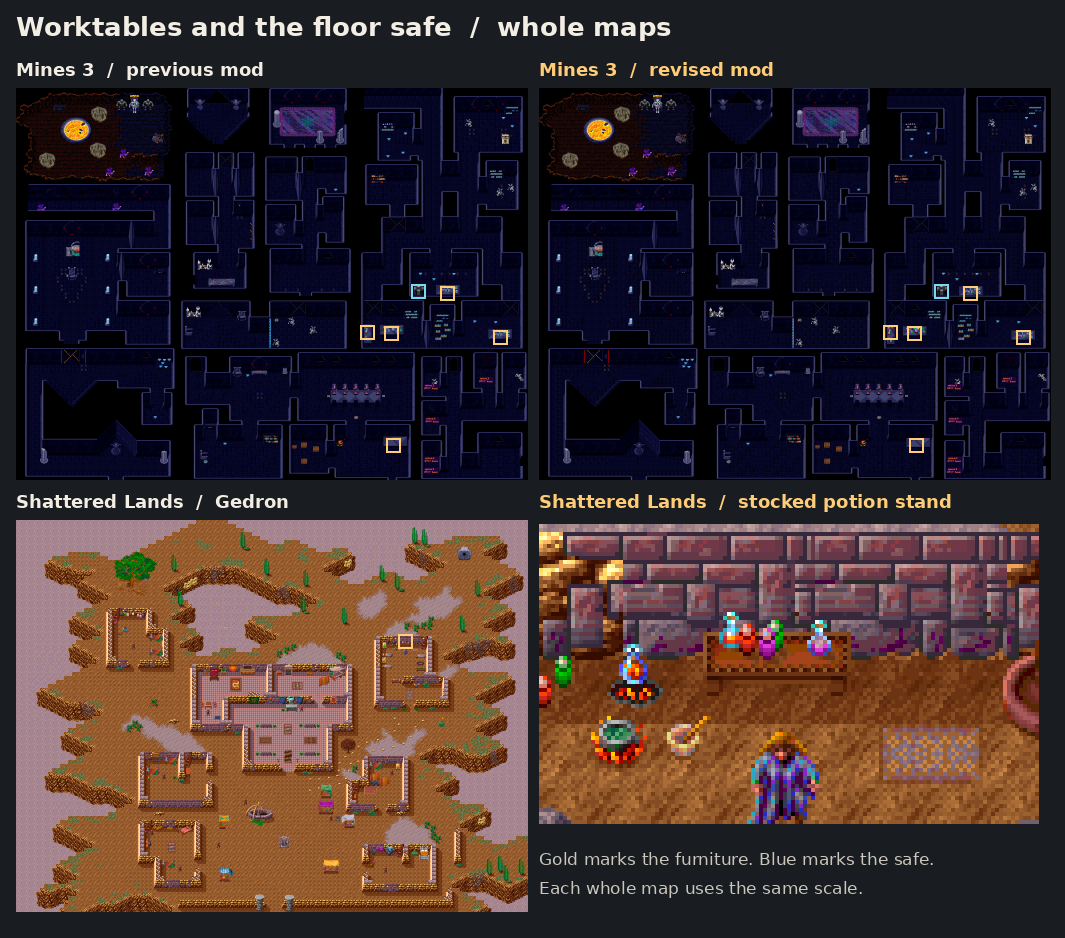 Worktables and the floor safe / whole maps
Mines 3 / previous mod
Mines 3 / revised mod
Shattered Lands / Gedron
Shattered Lands / stocked potion stand
Gold marks the furniture. Blue marks the safe.
Each whole map uses the same scale.